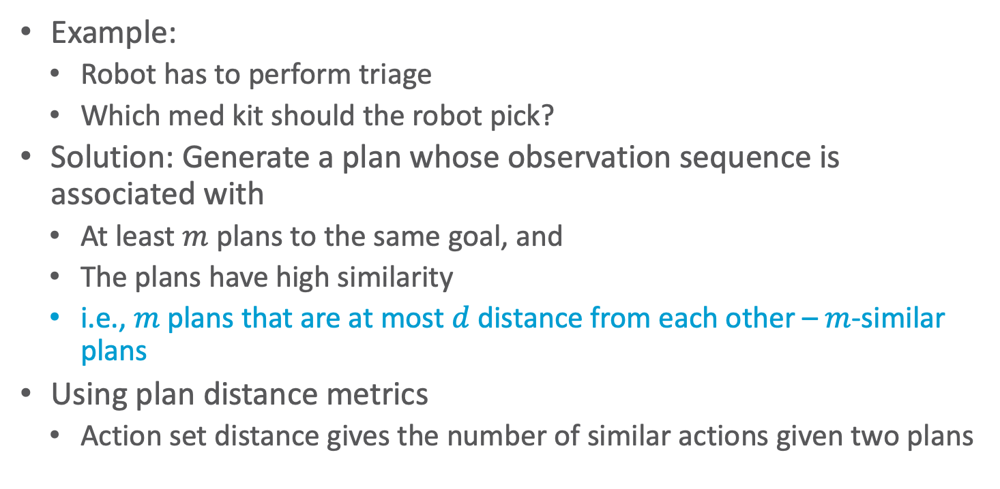 • Example:
• Robot has to perform triage
• Which med kit should the robot pick?
• Solution: Generate a plan whose observation sequence is
associated with
• At least m plans to the same goal, and
• The plans have high similarity
• i.e., m plans that are at most d distance from each other – m-similar
plans
• Using plan distance metrics
• Action set distance gives the number of similar actions given two plans